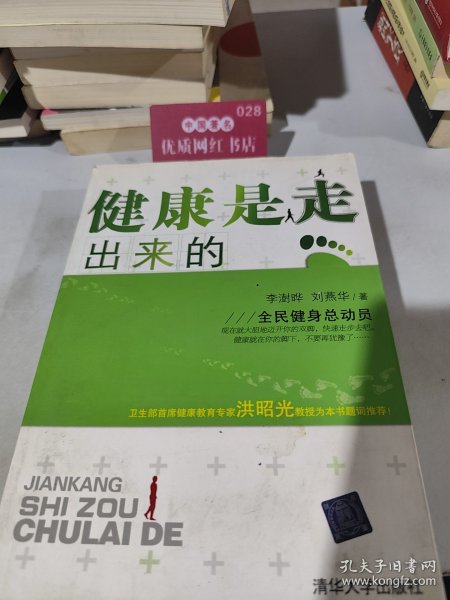 028
中国著名
优质网红书店
健康是走
出来的
李澍晔 刘燕华/著
///全民健身总动员
现在就大胆地迈开你的双脚，快速走步去吧。
健康就在你的脚下，不要再犹豫了……
卫生部首席健康教育专家洪昭光教授为本书题词推荐！
JIANKANG
SHI ZOU
CHULAI DE
清华大学出版社
孔夫子旧书网
www.kongfz.com